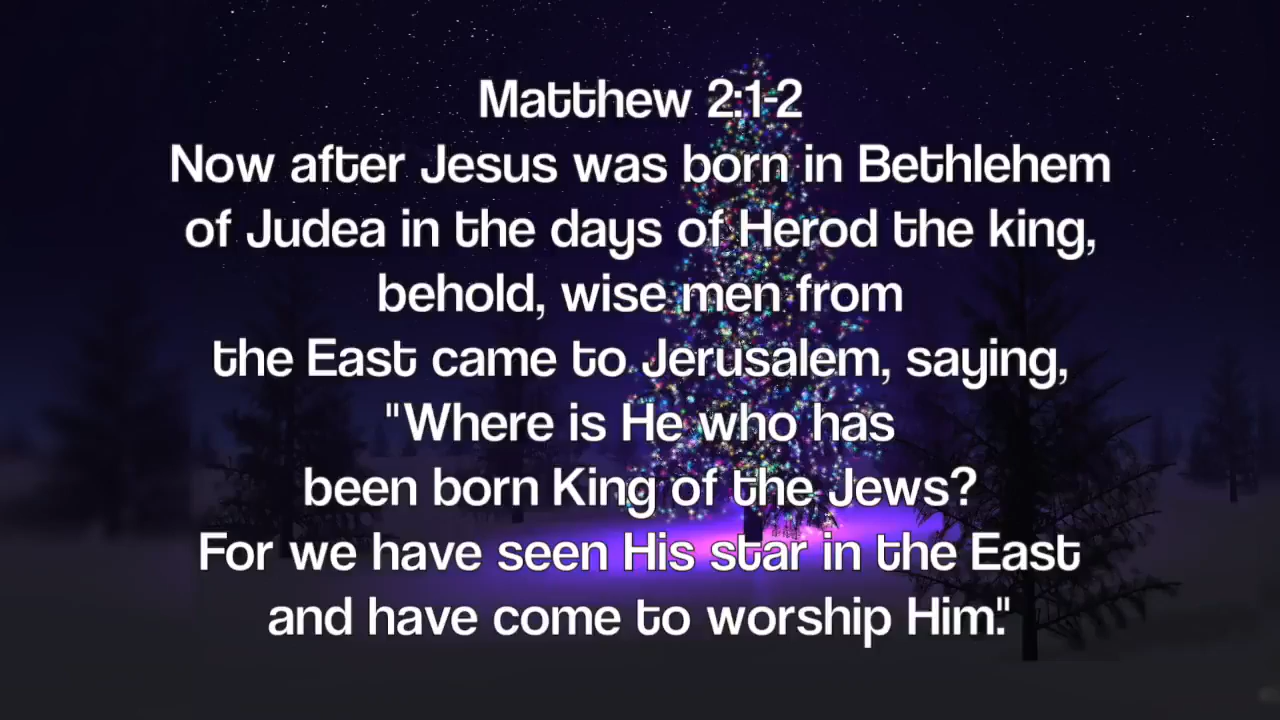 Matthew 2:1-2
Now after Jesus was born in Bethlehem
of Judea in the days of Herod the king,
behold, wise men from
the East came to Jerusalem, saying,
"Where is He who has
been born King of the Jews?
For we have seen His star in the East
and have come to worship Him."